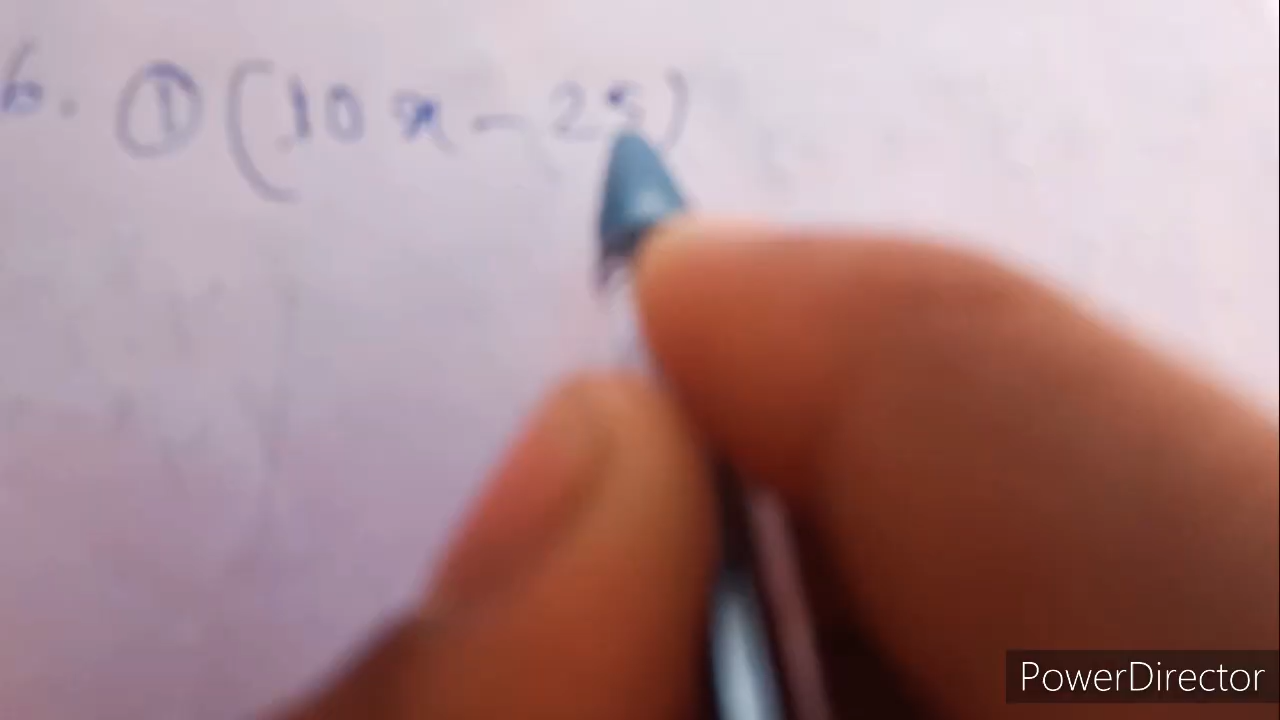 6. ① (10x - 25)
PowerDirector